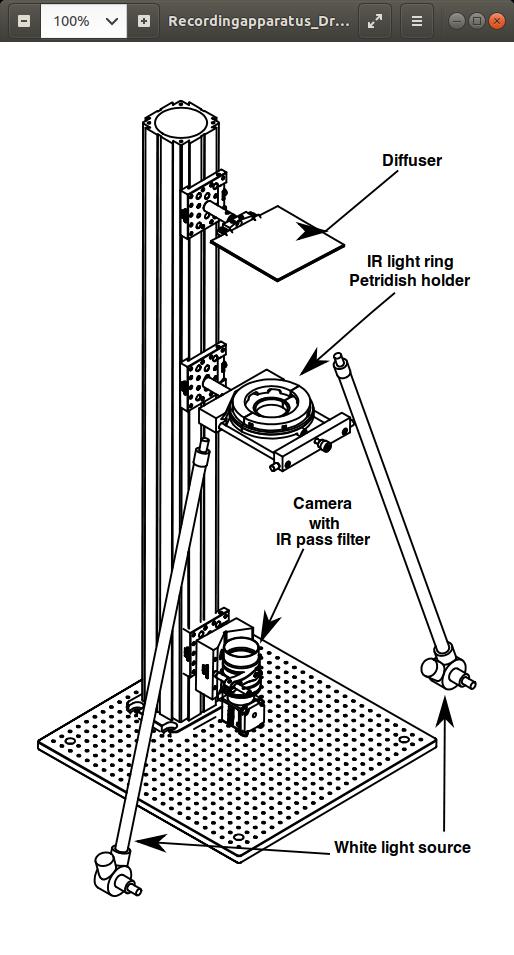 100%
Recordingapparatus_Dr...
Diffuser
IR light ring
Petridish holder
Camera
with
IR pass filter
White light source